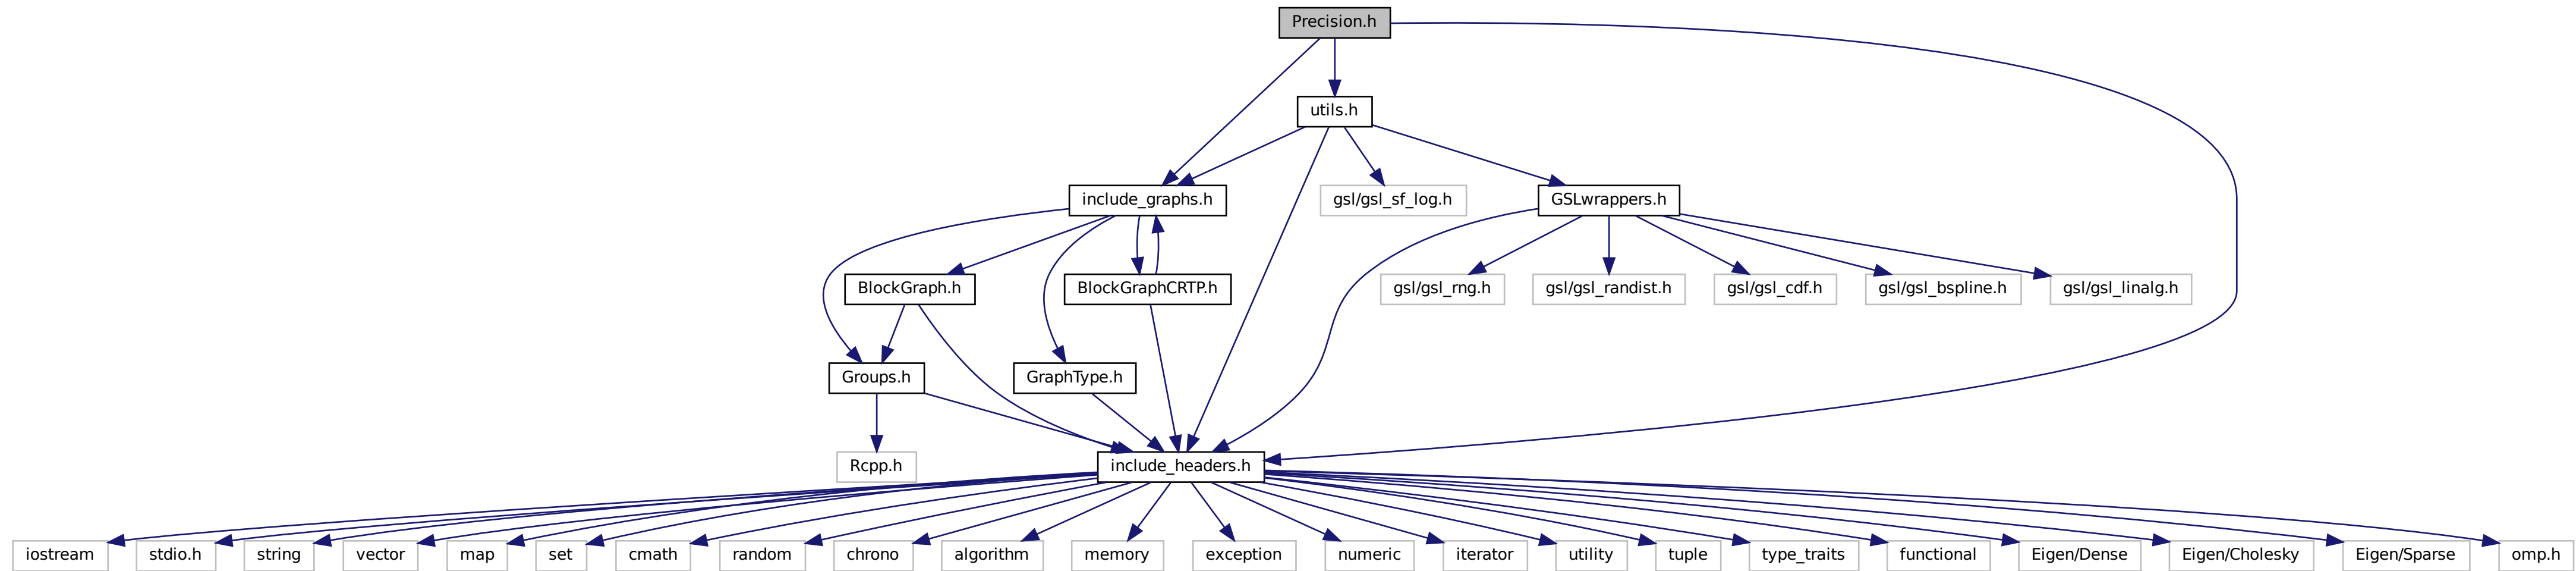 Precision.h
utils.h
include_graphs.h
gsl/gsl_sf_log.h
GSLwrappers.h
BlockGraph.h
BlockGraphCRTP.h
gsl/gsl_rng.h
gsl/gsl_randist.h
gsl/gsl_cdf.h
gsl/gsl_bspline.h
gsl/gsl_linalg.h
Groups.h
GraphType.h
Rcpp.h
include_headers.h
iostream
stdio.h
string
vector
map
set
cmath
random
chrono
algorithm
memory
exception
numeric
iterator
utility
tuple
type_traits
functional
Eigen/Dense
Eigen/Cholesky
Eigen/Sparse
omp.h